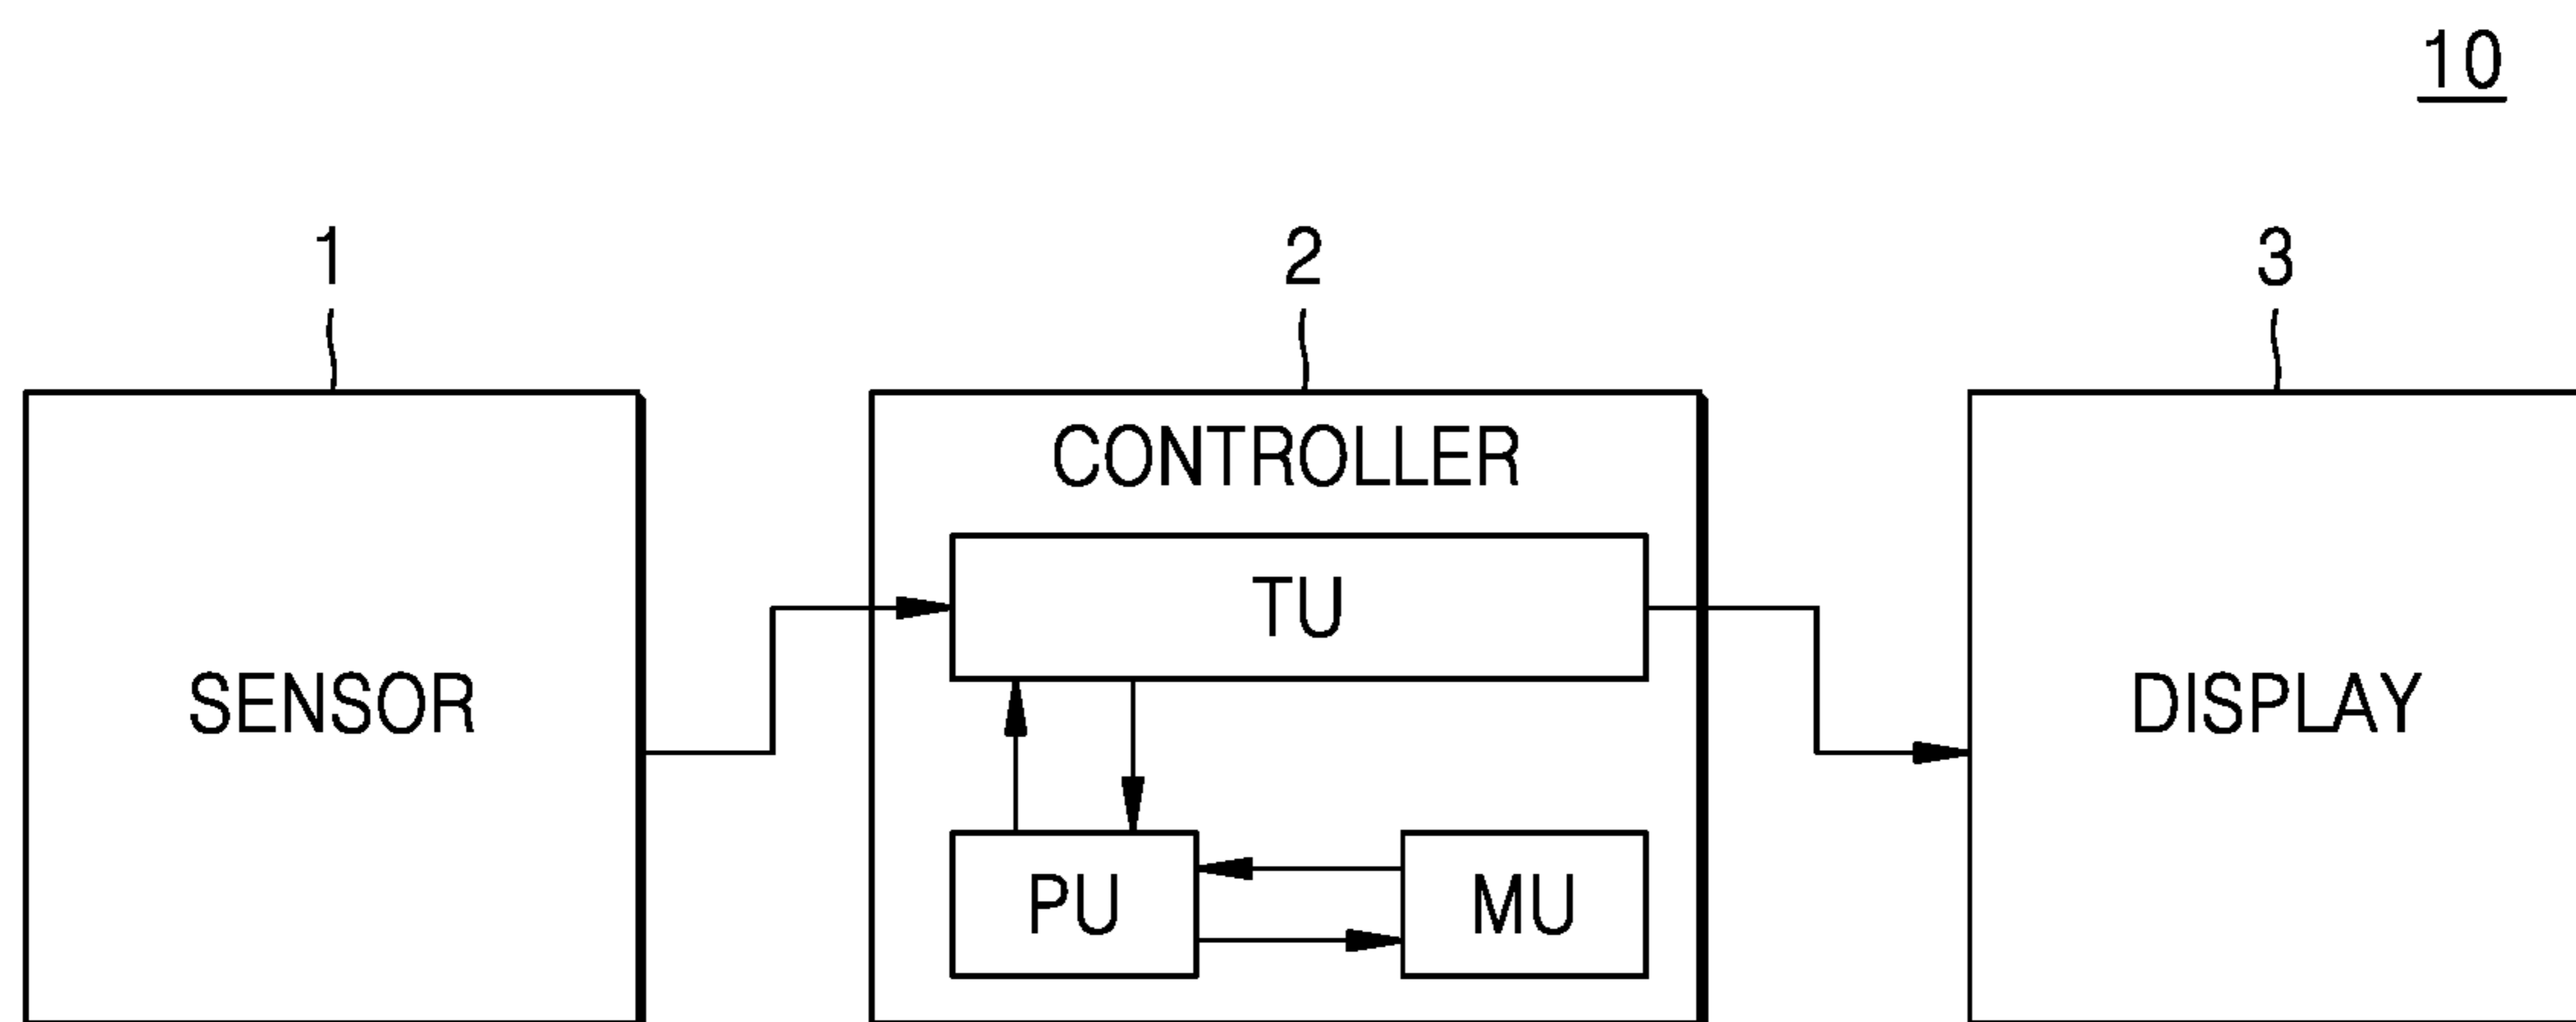 10
1
2
3
CONTROLLER
TU
SENSOR
DISPLAY
PU
MU